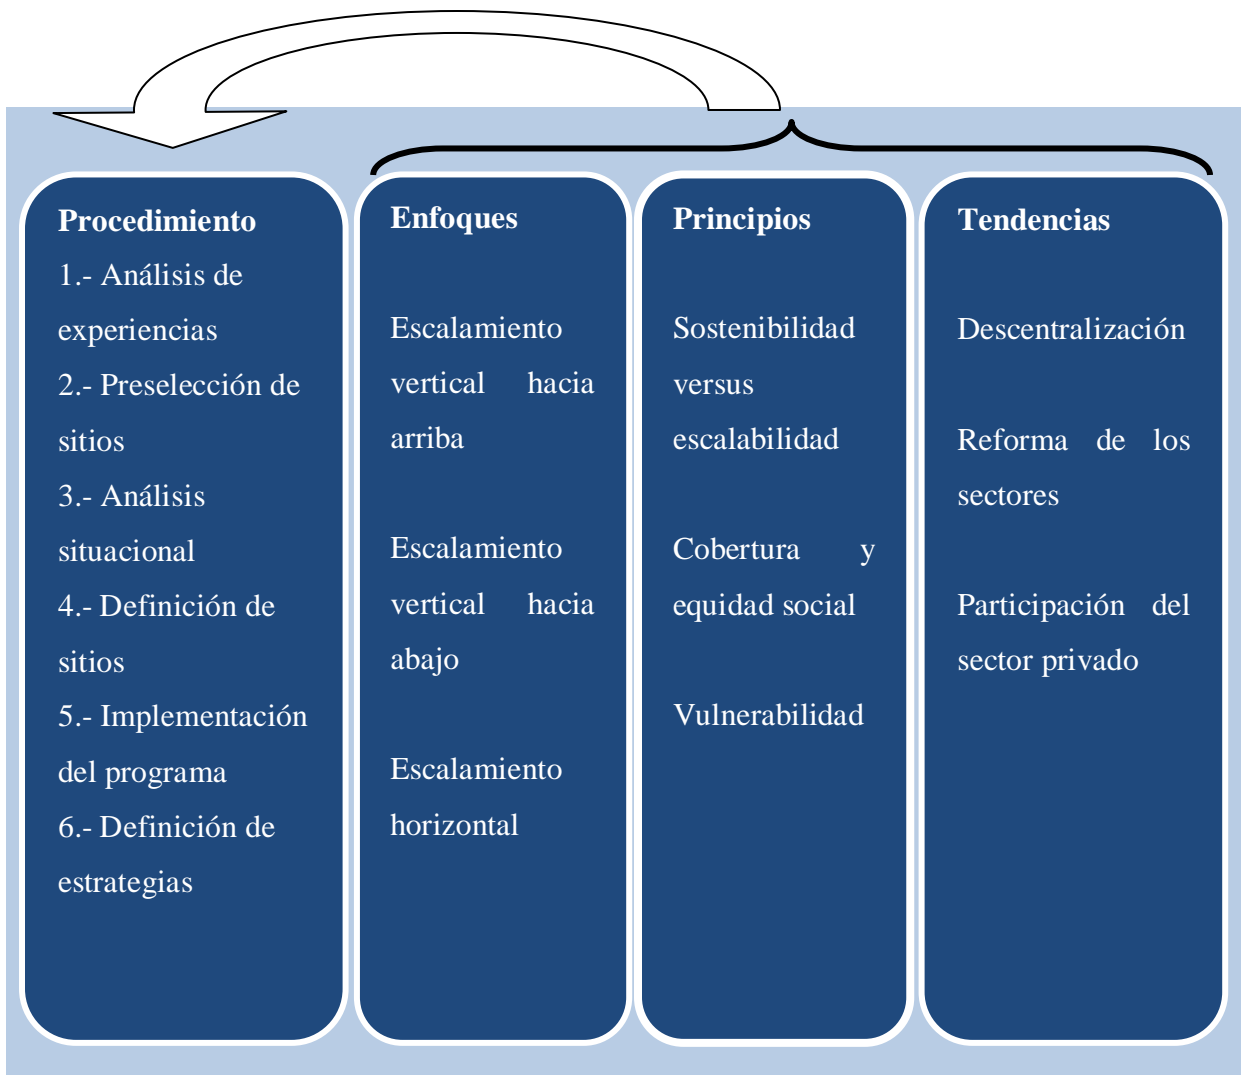 Procedimiento
1.- Análisis de
experiencias
2.- Preselección de
sitios
3.- Análisis
situacional
4.- Definición de
sitios
5.- Implementación
del programa
6.- Definición de
estrategias
Enfoques
Escalamiento
vertical hacia
arriba
Escalamiento
vertical hacia
abajo
Escalamiento
horizontal
Principios
Sostenibilidad
versus
escalabilidad
Cobertura y
equidad social
Vulnerabilidad
Tendencias
Descentralización
Reforma de los
sectores
Participación del
sector privado